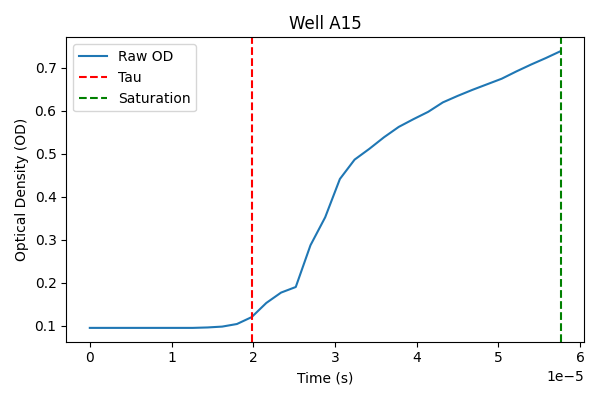 Well A15
Raw OD
Tau
Saturation
Optical Density (OD)
0.7
0.6
0.5
0.4
0.3
0.2
0.1
0 1 2 3 4 5 6
1e−5
Time (s)